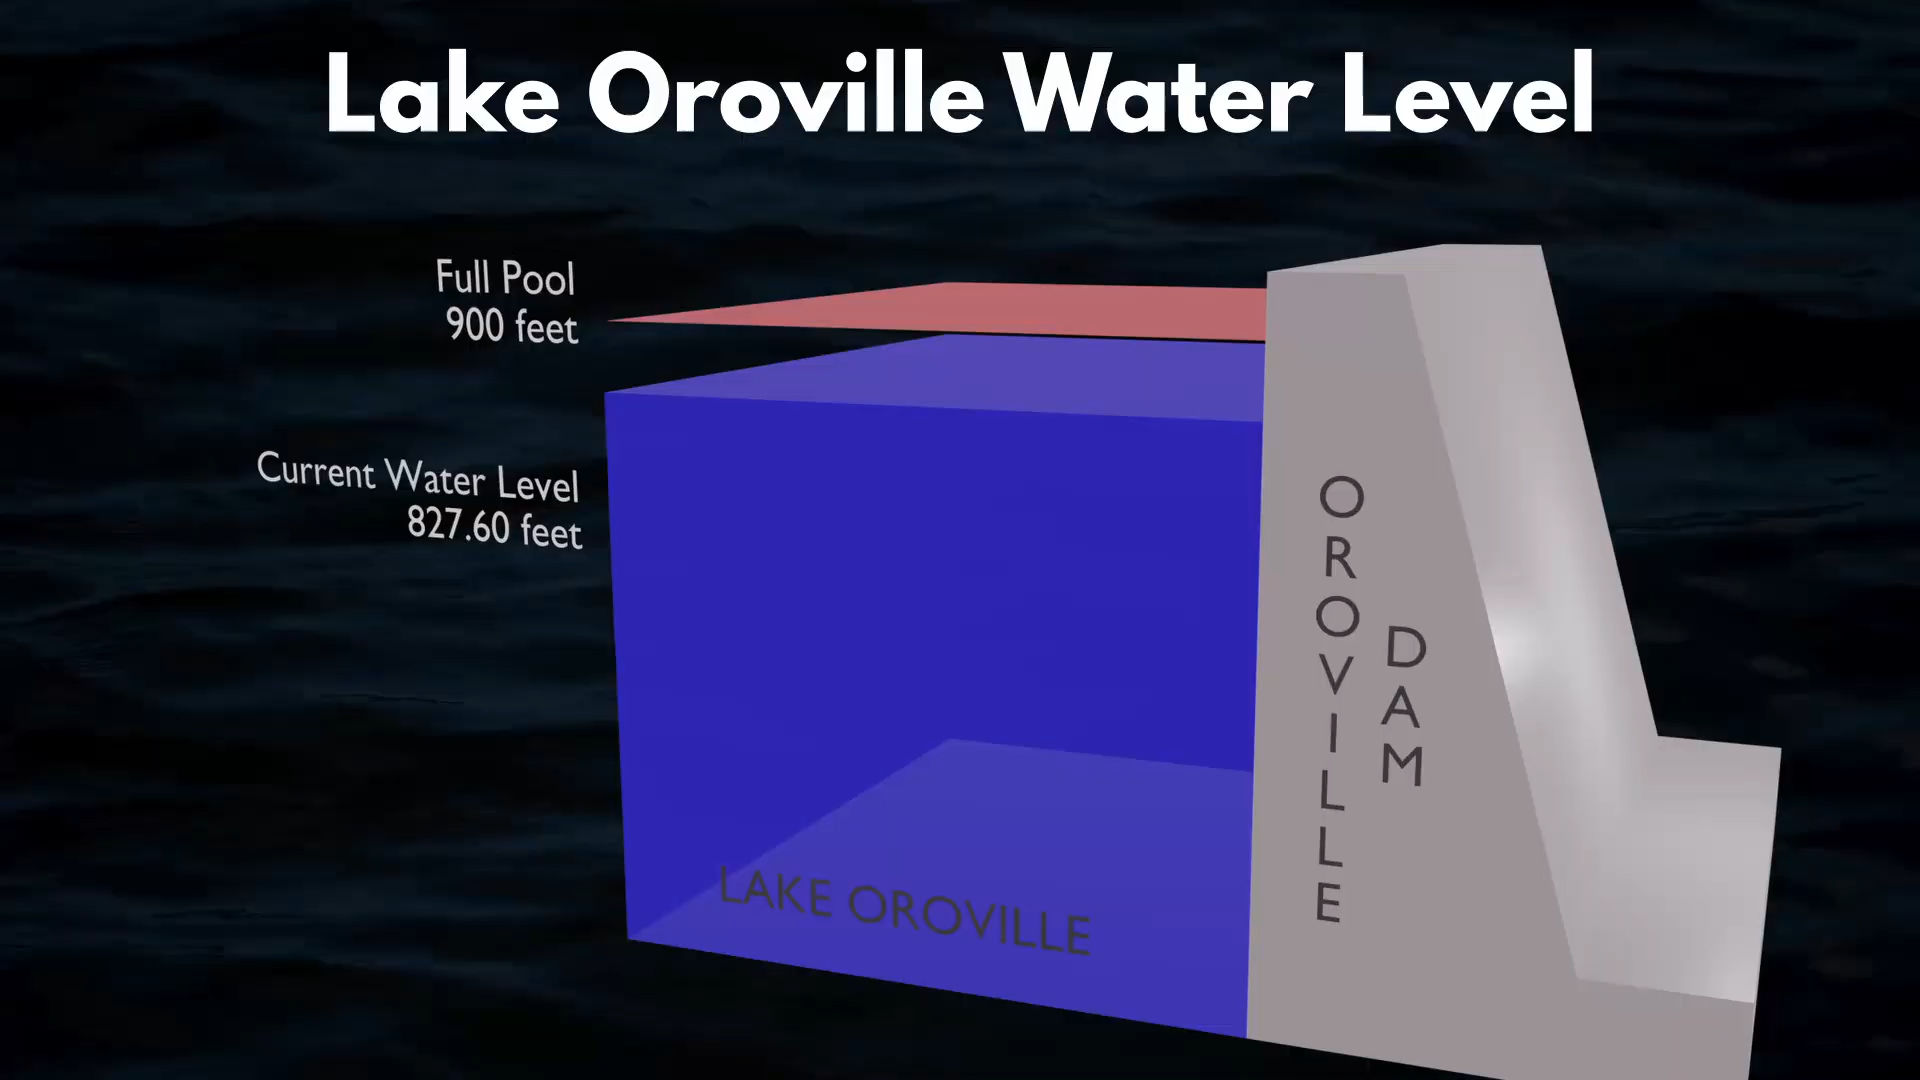 Lake Oroville Water Level
Full Pool
900 feet
Current Water Level
827.60 feet
OROVILLE
DAM
LAKE OROVILLE